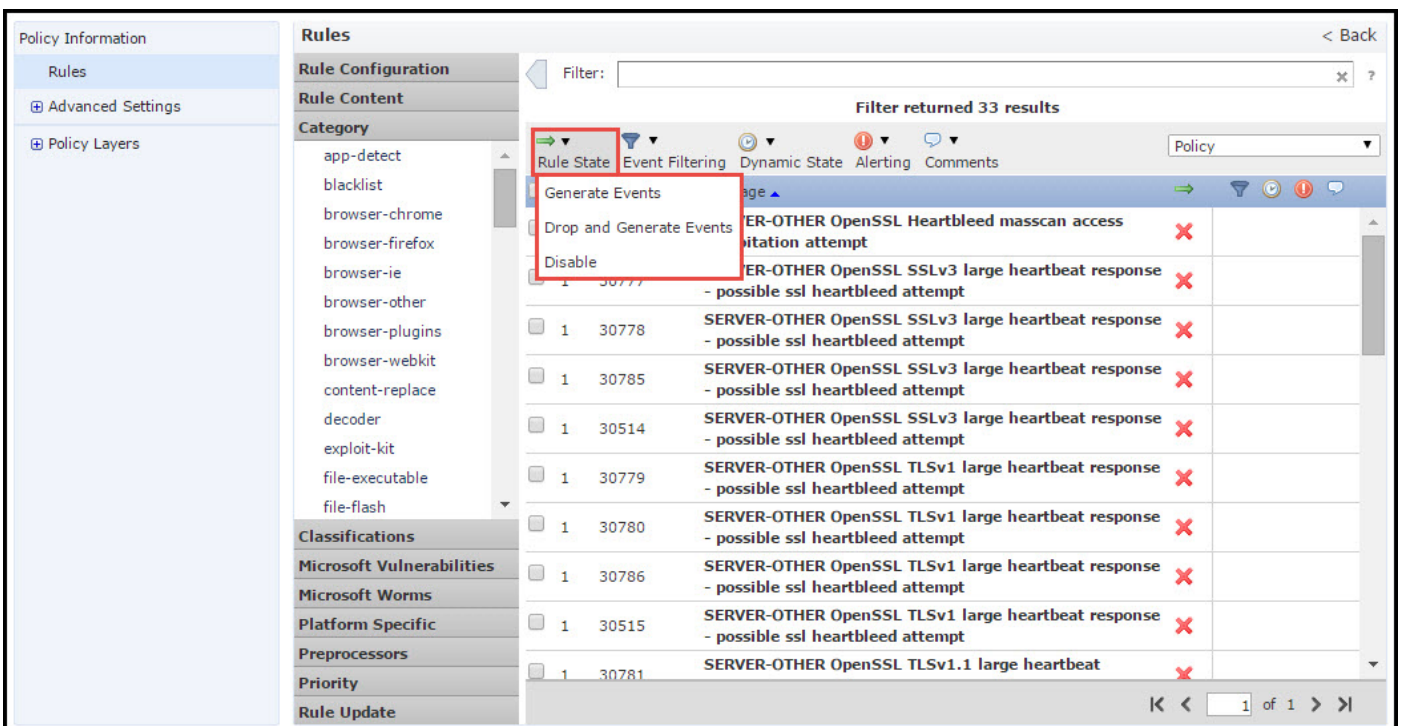 Policy Information
Rules
Advanced Settings
Policy Layers
Rules
< Back
Rule Configuration
Rule Content
Category
app-detect
blacklist
browser-chrome
browser-firefox
browser-ie
browser-other
browser-plugins
browser-webkit
content-replace
decoder
exploit-kit
file-executable
file-flash
Classifications
Microsoft Vulnerabilities
Microsoft Worms
Platform Specific
Preprocessors
Priority
Rule Update
Filter:
?
Filter returned 33 results
Rule State Event Filtering Dynamic State Alerting Comments
Policy
Generate Events
Drop and Generate Events
Disable
age
VER-OTHER OpenSSL Heartbleed masscan access
itation attempt
1 30777 VER-OTHER OpenSSL SSLv3 large heartbeat response
- possible ssl heartbleed attempt
1 30778 SERVER-OTHER OpenSSL SSLv3 large heartbeat response
- possible ssl heartbleed attempt
1 30785 SERVER-OTHER OpenSSL SSLv3 large heartbeat response
- possible ssl heartbleed attempt
1 30514 SERVER-OTHER OpenSSL SSLv3 large heartbeat response
- possible ssl heartbleed attempt
1 30779 SERVER-OTHER OpenSSL TLSv1 large heartbeat response
- possible ssl heartbleed attempt
1 30780 SERVER-OTHER OpenSSL TLSv1 large heartbeat response
- possible ssl heartbleed attempt
1 30786 SERVER-OTHER OpenSSL TLSv1 large heartbeat response
- possible ssl heartbleed attempt
1 30515 SERVER-OTHER OpenSSL TLSv1 large heartbeat response
- possible ssl heartbleed attempt
1 30781 SERVER-OTHER OpenSSL TLSv1.1 large heartbeat
1 of 1